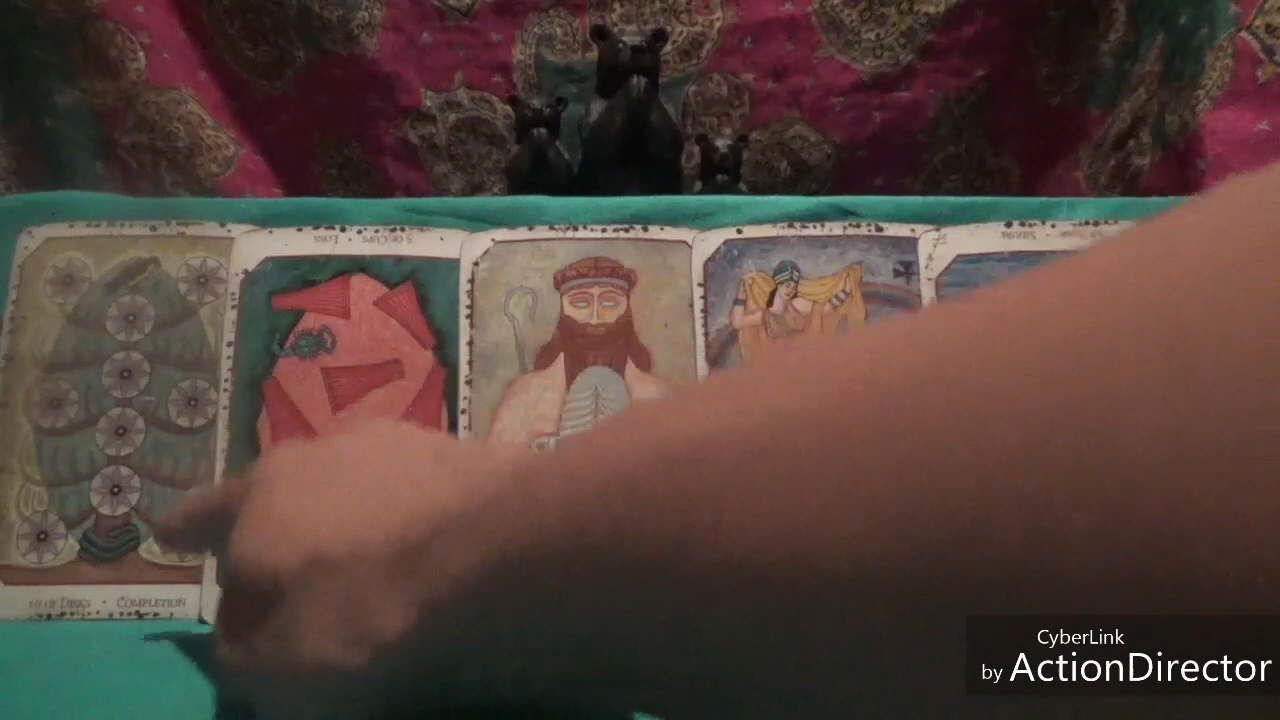 5 OF CUPS • LOSS
10 OF DISKS • COMPLETION
CyberLink
by ActionDirector